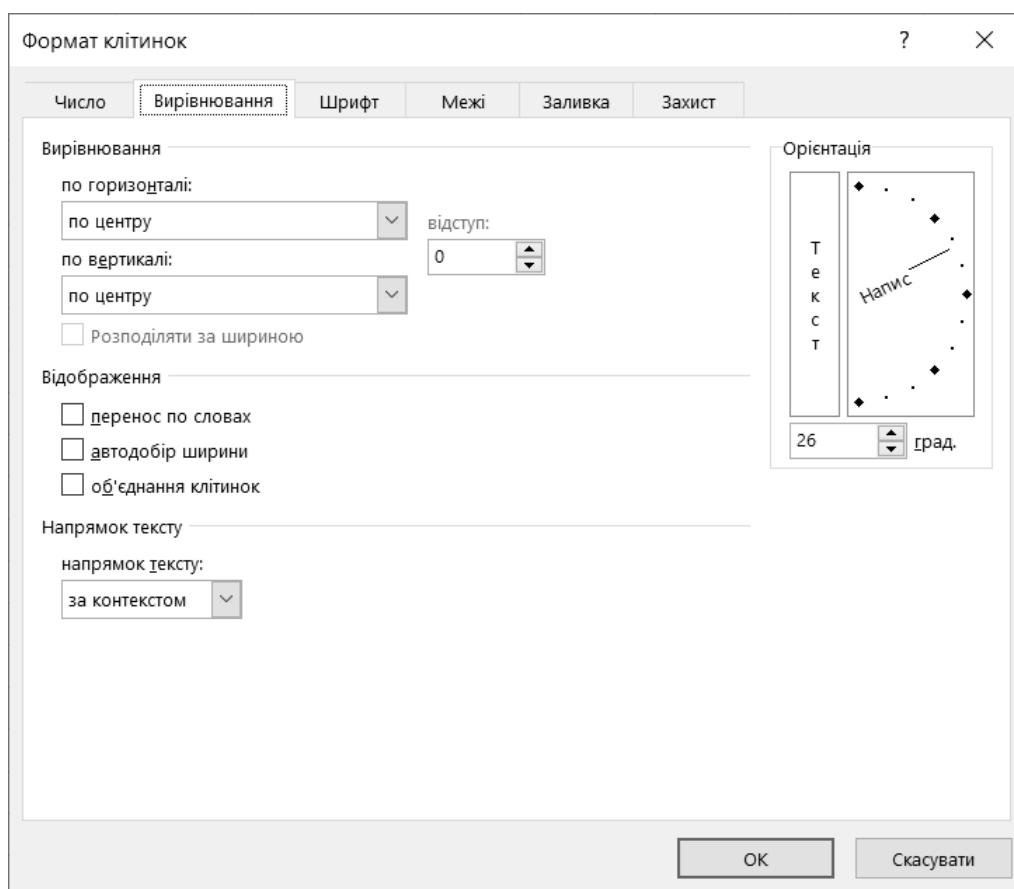 Формат клітинок ?
Число Вирівнювання Шрифт Межі Заливка Захист
Вирівнювання
по горизонталі:
по центру
відступ:
0
по вертикалі:
по центру
Розподіляти за шириною
Відображення
перенос по словах
автодобір ширини
об'єднання клітинок
Напрямок тексту
напрямок тексту:
за контекстом
Орієнтація
Текст
Напис
26 град.
ОК Скасувати